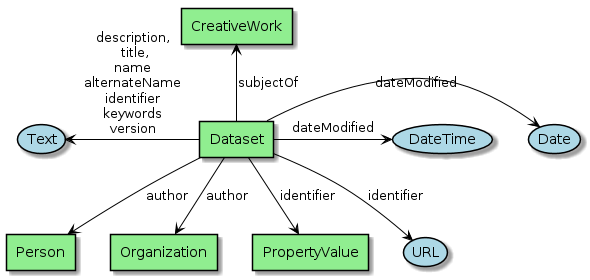 CreativeWork
description,
title,
name
alternateName
identifier
keywords
version
subjectOf
dateModified
Text
Dataset
dateModified
DateTime
Date
author
author
identifier
identifier
Person
Organization
PropertyValue
URL